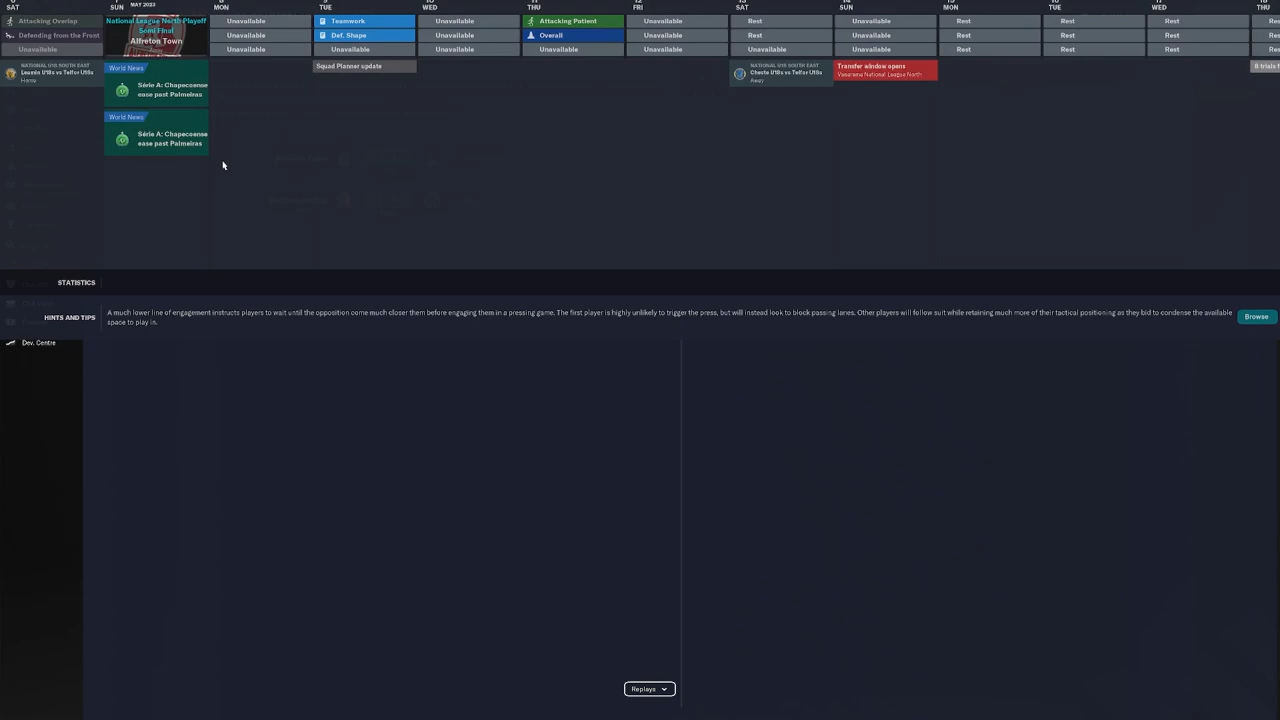 SAT
SUN
MAY 2023
MON
TUE
WED
THU
FRI
SAT
SUN
MON
TUE
WED
THU
Attacking Overlap
National League North Playoff
Semi Final
Alfreton Town
Unavailable
Teamwork
Unavailable
Attacking Patient
Unavailable
Rest
Unavailable
Rest
Rest
Rest
Defending from the Front
Unavailable
Def. Shape
Unavailable
Overall
Unavailable
Rest
Unavailable
Rest
Rest
Rest
Unavailable
Unavailable
Unavailable
Unavailable
Unavailable
Unavailable
Unavailable
Unavailable
Rest
Rest
Rest
NATIONAL U18 SOUTH EAST
Home
World News
Série A: Chapecoense
ease past Palmeiras
Squad Planner update
NATIONAL U18 SOUTH EAST
Cheste U18s vs Telfor U18s
Away
Transfer window opens
Vanarama National League North
8 trials f
World News
Série A: Chapecoense
ease past Palmeiras
STATISTICS
HINTS AND TIPS
A much lower line of engagement instructs players to wait until the opposition come much closer them before engaging them in a pressing game. The first player is highly unlikely to trigger the press, but will instead look to block passing lanes. Other players will follow suit while retaining much more of their tactical positioning as they bid to condense the available
space to play in.
Browse
Dev. Centre
Replays